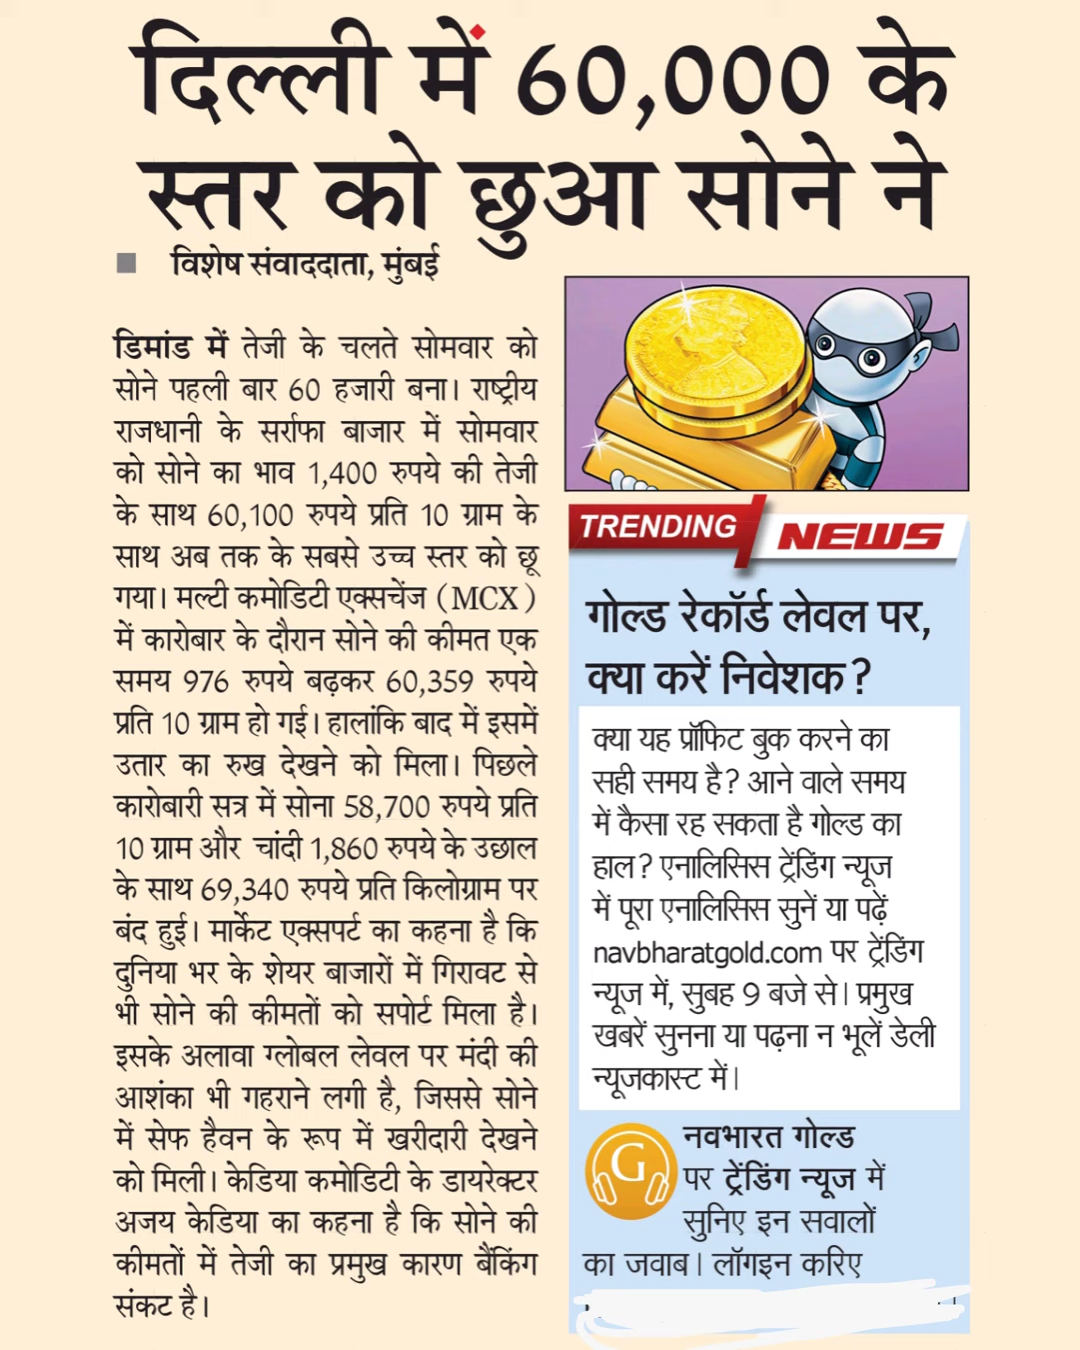 दिल्ली में 60,000 के
स्तर को छुआ सोने ने
विशेष संवाददाता, मुंबई
डिमांड में तेजी के चलते सोमवार को
सोने पहली बार 60 हजारी बना। राष्ट्रीय
राजधानी के सर्राफा बाजार में सोमवार
को सोने का भाव 1,400 रुपये की तेजी
के साथ 60,100 रुपये प्रति 10 ग्राम के
साथ अब तक के सबसे उच्च स्तर को छू
गया। मल्टी कमोडिटी एक्सचेंज (MCX)
में कारोबार के दौरान सोने की कीमत एक
समय 976 रुपये बढ़कर 60,359 रुपये
प्रति 10 ग्राम हो गई। हालांकि बाद में इसमें
उतार का रुख देखने को मिला। पिछले
कारोबारी सत्र में सोना 58,700 रुपये प्रति
10 ग्राम और चांदी 1,860 रुपये के उछाल
के साथ 69,340 रुपये प्रति किलोग्राम पर
बंद हुई। मार्केट एक्सपर्ट का कहना है कि
दुनिया भर के शेयर बाजारों में गिरावट से
भी सोने की कीमतों को सपोर्ट मिला है।
इसके अलावा ग्लोबल लेवल पर मंदी की
आशंका भी गहराने लगी है, जिससे सोने
में सेफ हैवन के रूप में खरीदारी देखने
को मिली। केडिया कमोडिटी के डायरेक्टर
अजय केडिया का कहना है कि सोने की
कीमतों में तेजी का प्रमुख कारण बैंकिंग
संकट है।
TRENDING NEWS
गोल्ड रेकॉर्ड लेवल पर,
क्या करें निवेशक?
क्या यह प्रॉफिट बुक करने का
सही समय है? आने वाले समय
में कैसा रह सकता है गोल्ड का
हाल? एनालिसिस ट्रेंडिंग न्यूज
में पूरा एनालिसिस सुनें या पढ़ें
navbharatgold.com पर ट्रेंडिंग
न्यूज में, सुबह 9 बजे से। प्रमुख
खबरें सुनना या पढ़ना न भूलें डेली
न्यूजकास्ट में।
G
नवभारत गोल्ड
पर ट्रेंडिंग न्यूज में
सुनिए इन सवालों
का जवाब। लॉगइन करिए